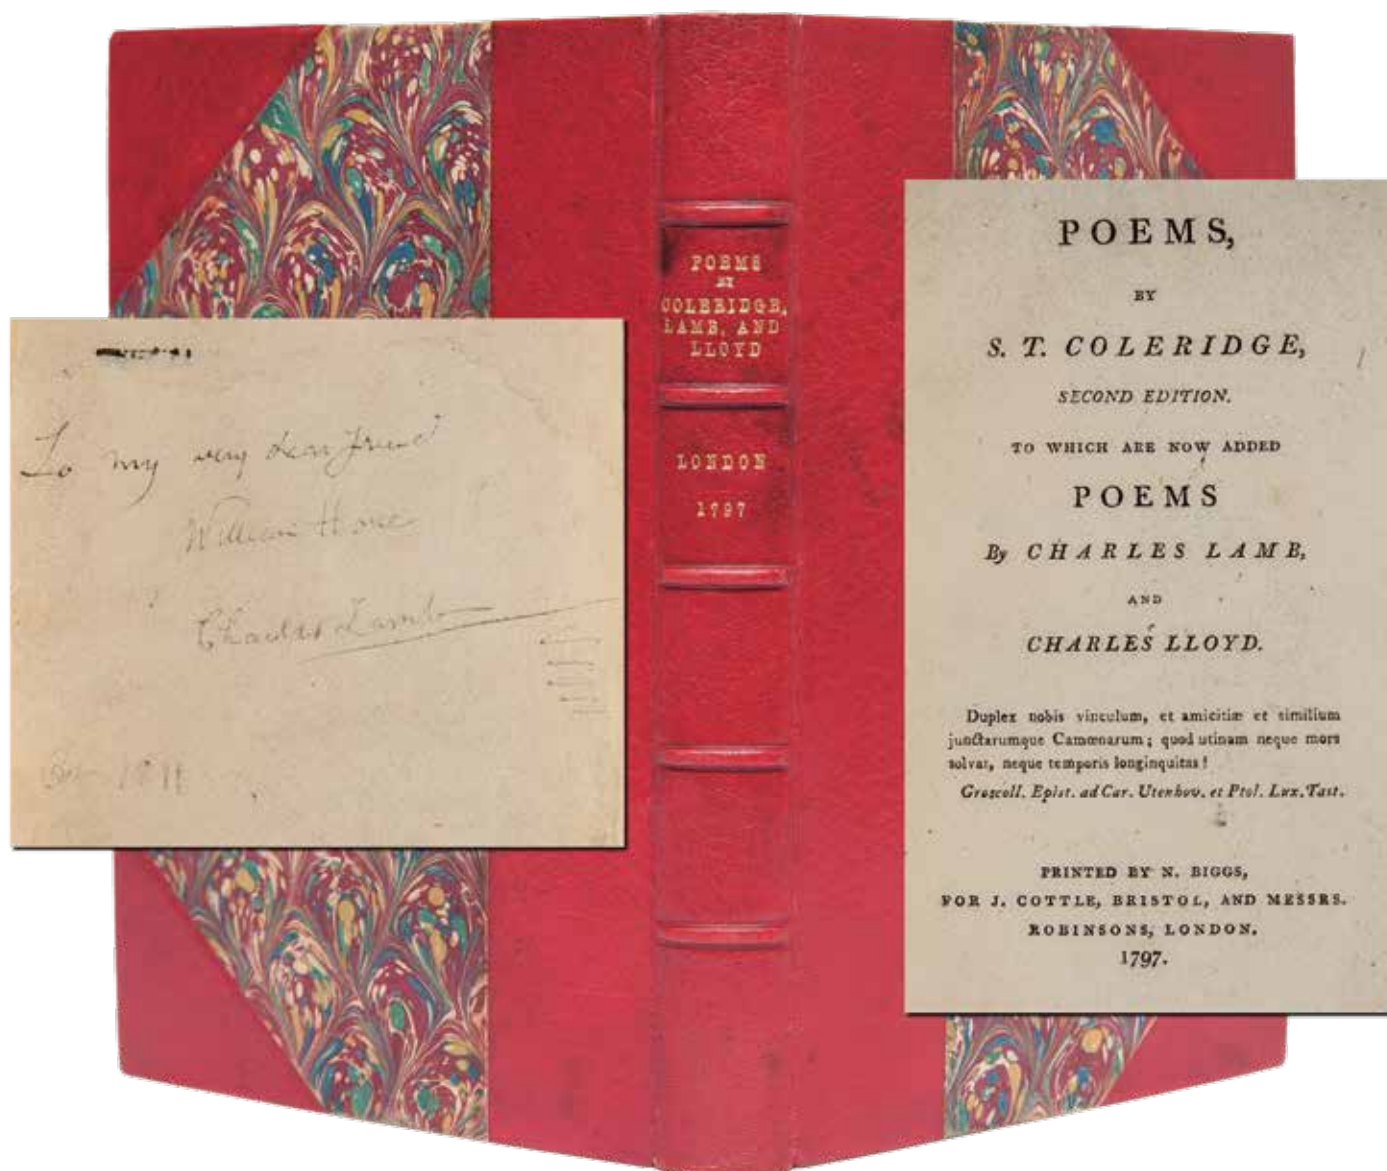 To my very dear friend
William Hone
Charles Lamb
POEMS
BY
COLERIDGE,
LAMB, AND
LLOYD
LONDON
1797
POEMS,
BY
S. T. COLERIDGE,
SECOND EDITION.
TO WHICH ARE NOW ADDED
POEMS
By CHARLES LAMB,
AND
CHARLES LLOYD.
Duplex nobis vinculum, et amicitiæ et similium
junctarumque Camœnarum; quod utinam neque mors
solvat, neque temporis longinquitas!
Groscoll. Epist. ad Car. Utenhov. et Ptol. Lux. Tast.
PRINTED BY N. BIGGS,
FOR J. COTTLE, BRISTOL, AND MESSRS.
ROBINSONS, LONDON.
1797.